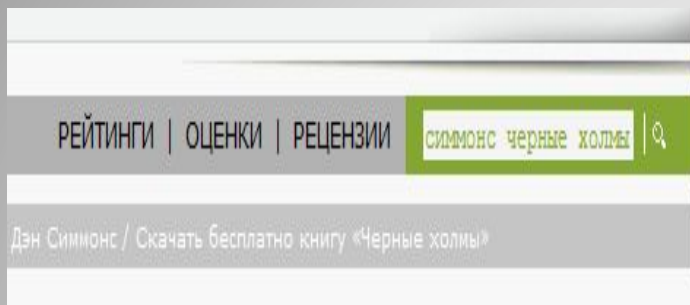 РЕЙТИНГИ | ОЦЕНКИ | РЕЦЕНЗИИ симмонс черные холмы
Дэн Симмонс / Скачать бесплатно книгу «Черные холмы»